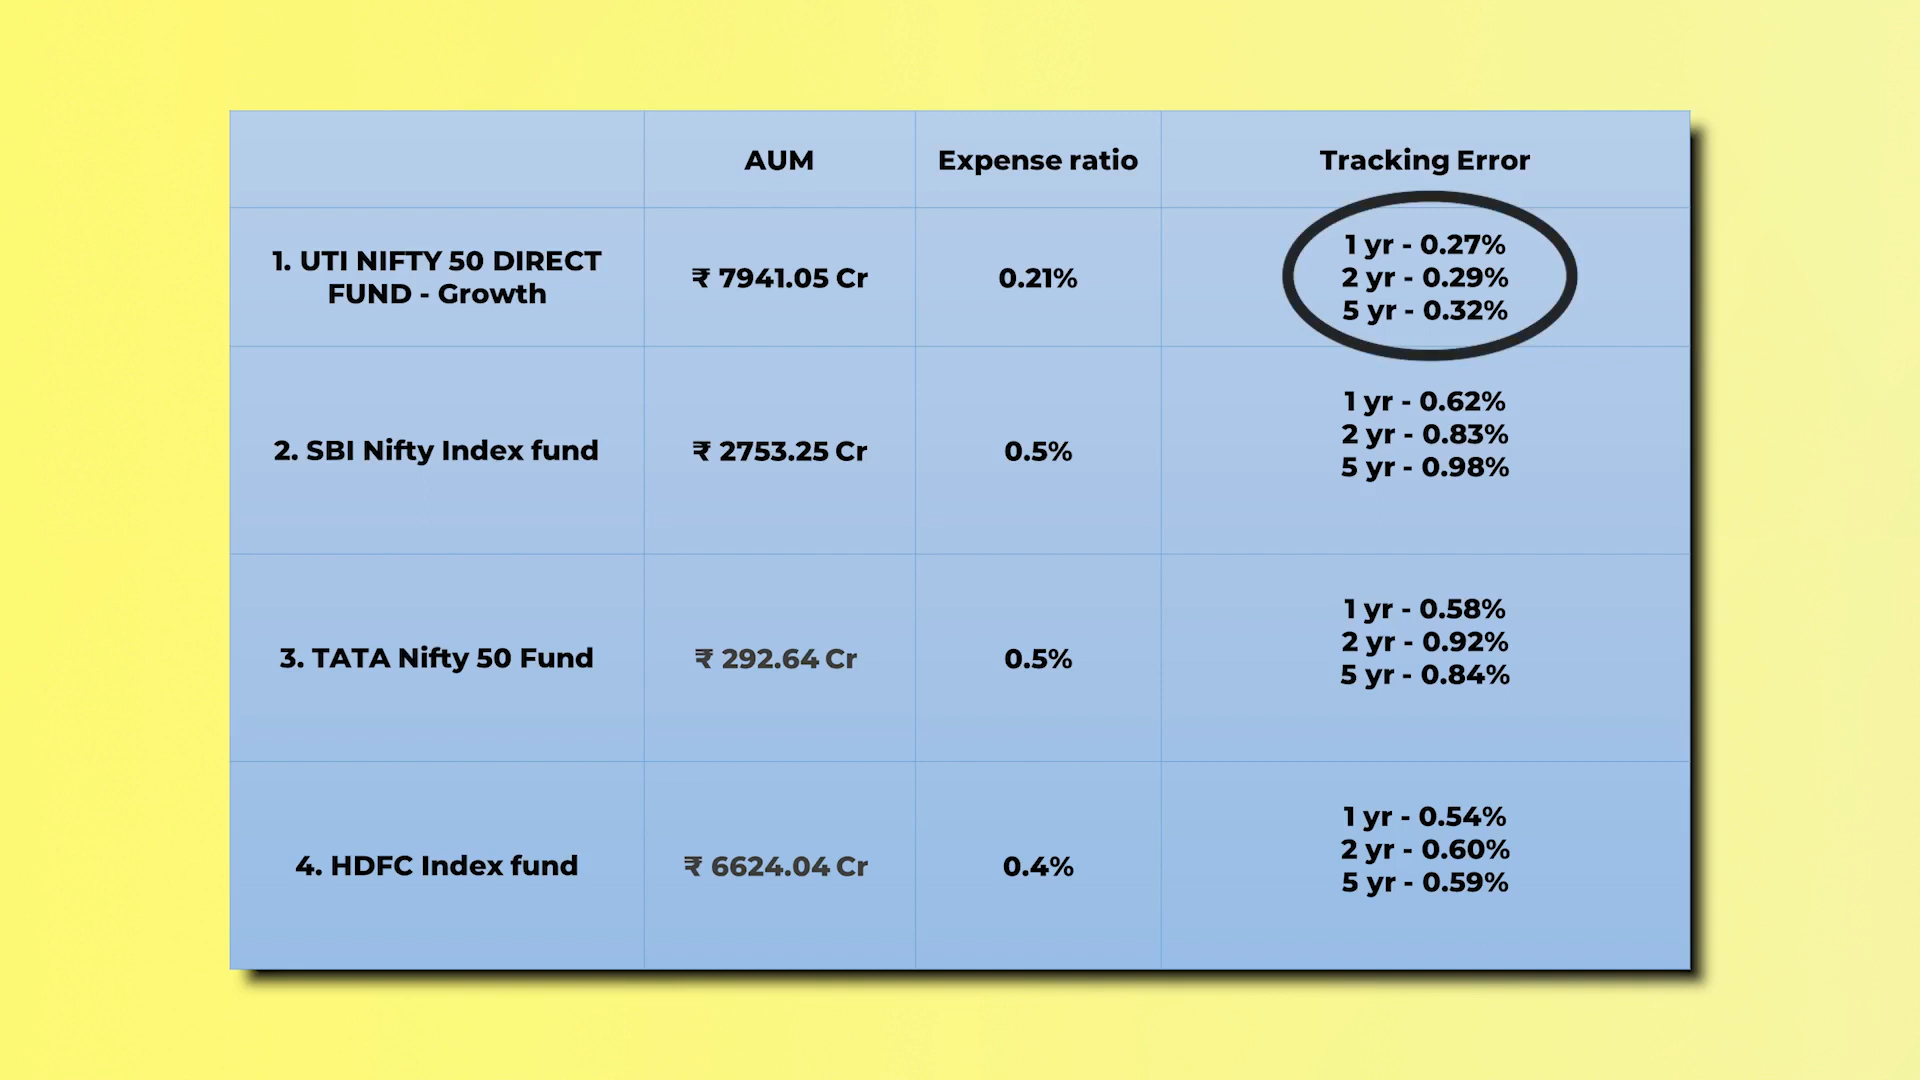 AUM
Expense ratio
Tracking Error
1. UTI NIFTY 50 DIRECT
FUND - Growth
₹ 7941.05 Cr
0.21%
1 yr - 0.27%
2 yr - 0.29%
5 yr - 0.32%
2. SBI Nifty Index fund
₹ 2753.25 Cr
0.5%
1 yr - 0.62%
2 yr - 0.83%
5 yr - 0.98%
3. TATA Nifty 50 Fund
₹ 292.64 Cr
0.5%
1 yr - 0.58%
2 yr - 0.92%
5 yr - 0.84%
4. HDFC Index fund
₹ 6624.04 Cr
0.4%
1 yr - 0.54%
2 yr - 0.60%
5 yr - 0.59%